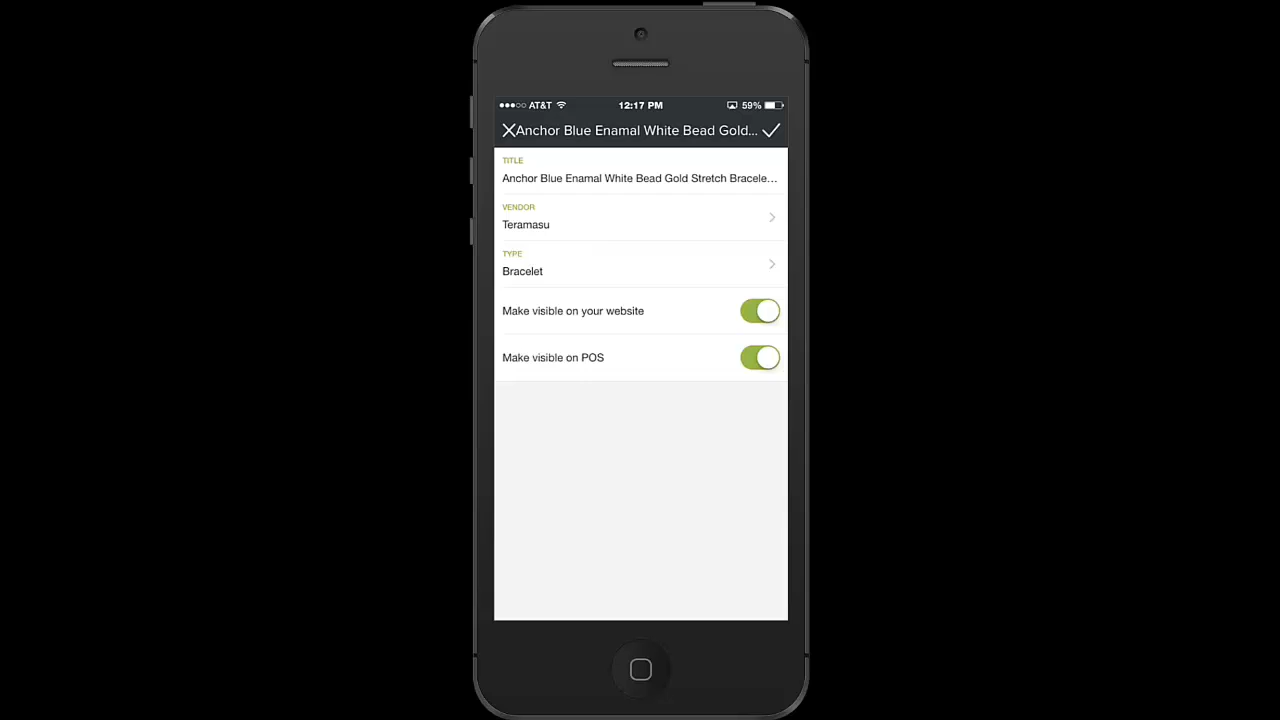 AT&T 12:17 PM 59%
Anchor Blue Enamal White Bead Gold...
TITLE
Anchor Blue Enamal White Bead Gold Stretch Bracele...
VENDOR
Teramasu
TYPE
Bracelet
Make visible on your website
Make visible on POS